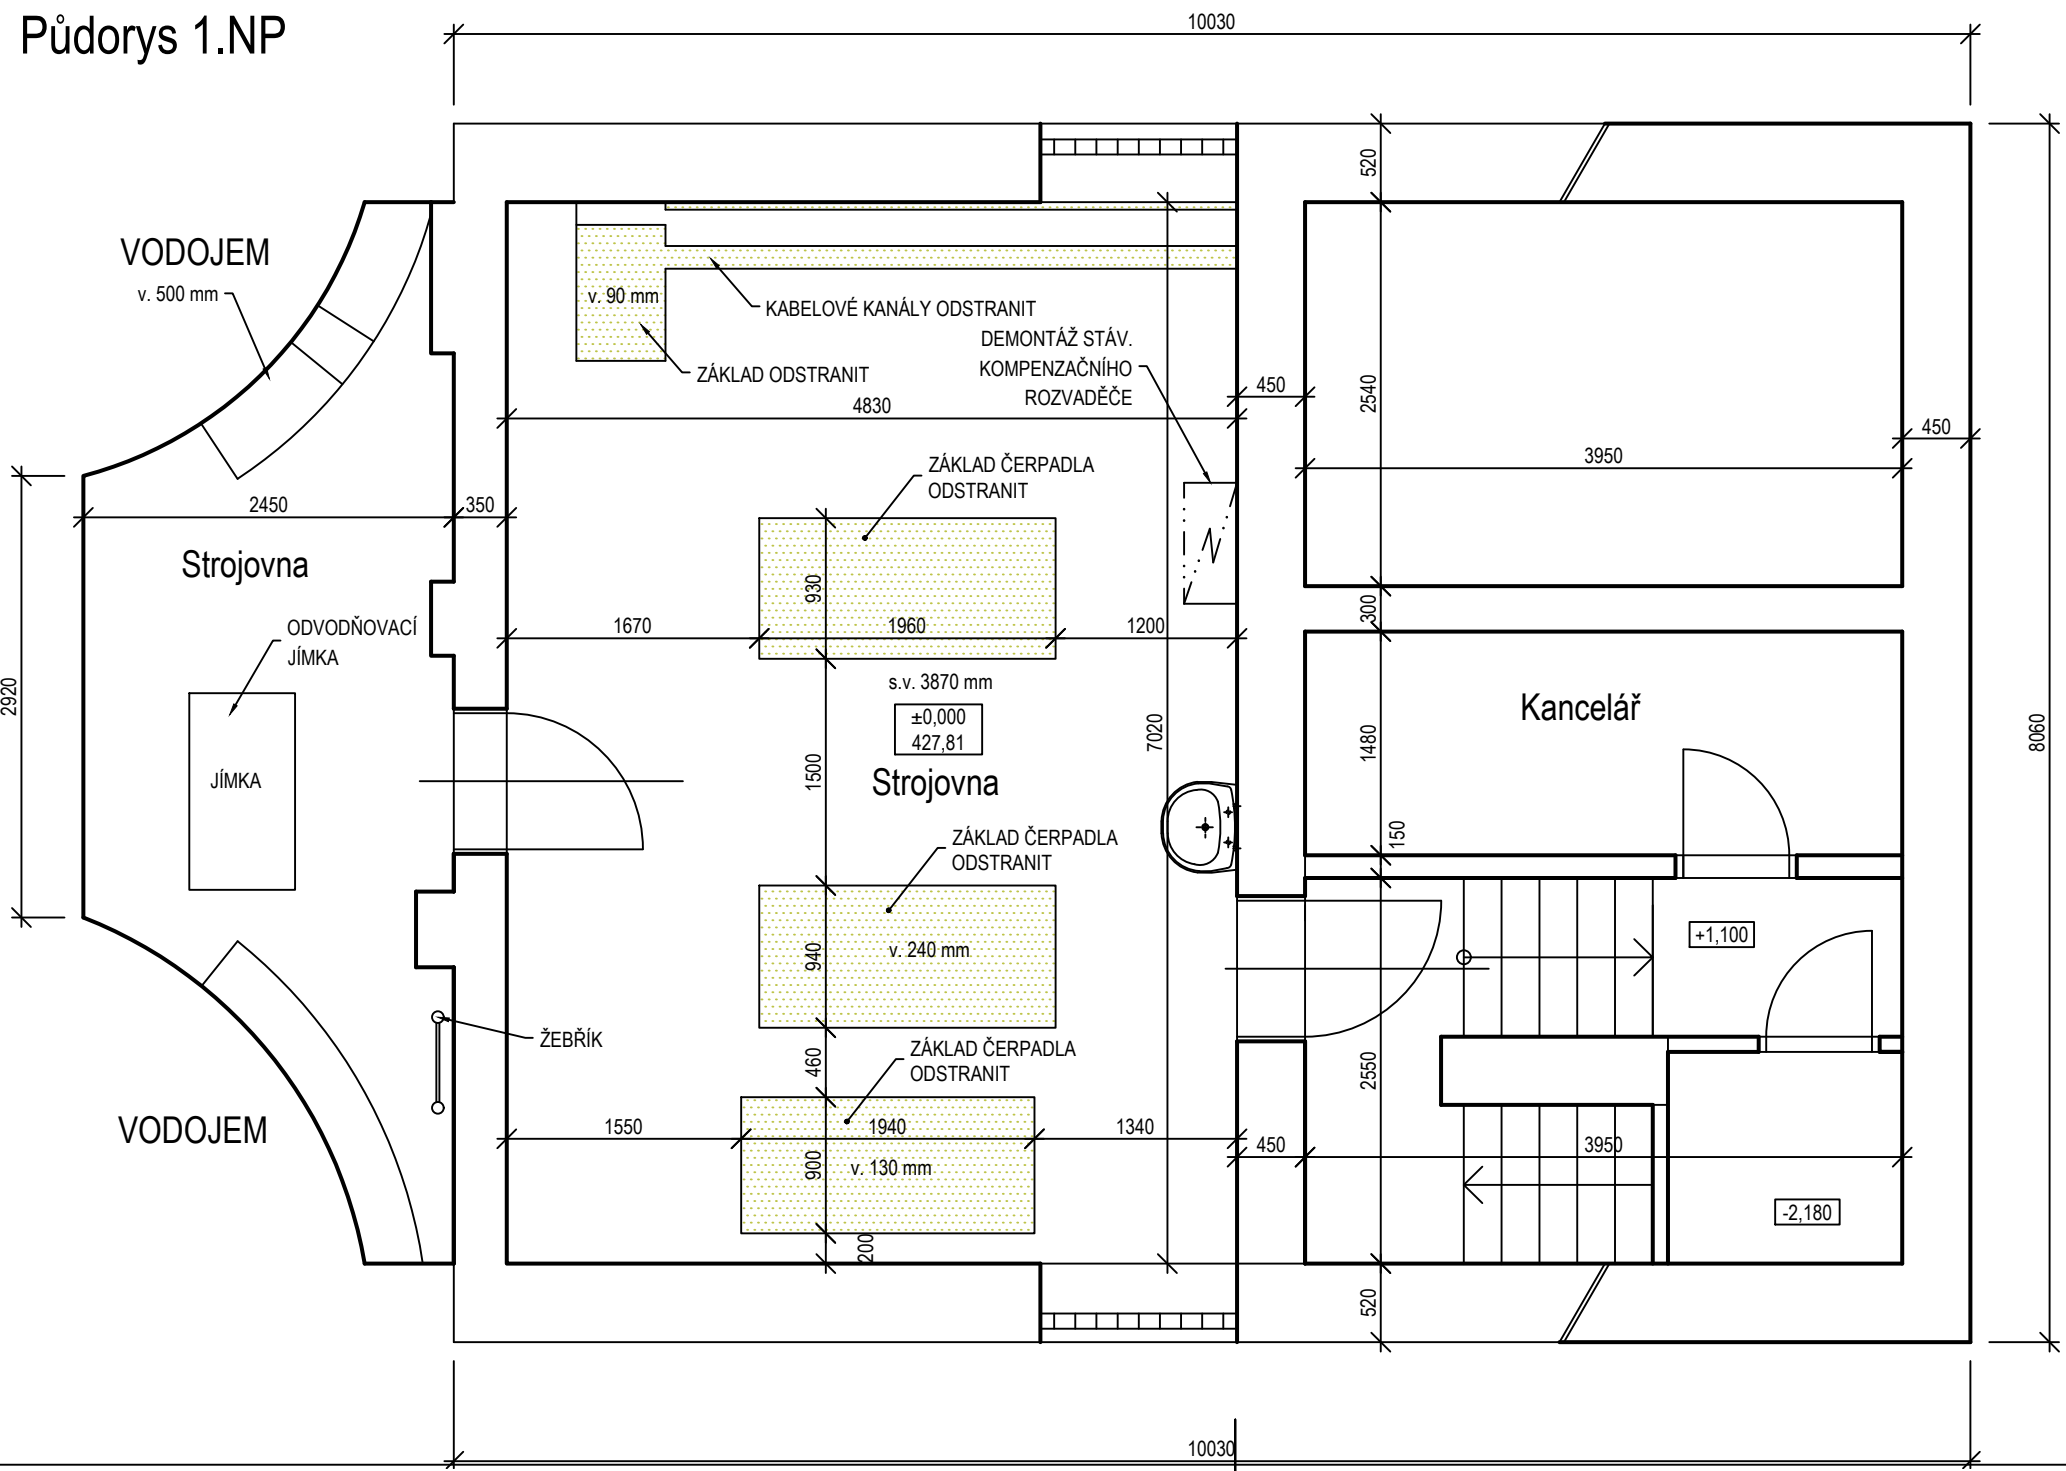 Půdorys 1.NP
10030
520
VODOJEM
v. 500 mm
v. 90 mm
KABELOVÉ KANÁLY ODSTRANIT
ZÁKLAD ODSTRANIT
DEMONTÁŽ STÁV.
KOMPENZAČNÍHO
ROZVADĚČE
4830
450
2540
450
3950
ZÁKLAD ČERPADLA
ODSTRANIT
2450
350
Strojovna
930
300
ODVODŇOVACÍ
JÍMKA
1670
1960
1200
s.v. 3870 mm
±0,000
427,81
2920
7020
Kancelář
1480
8060
JÍMKA
1500
Strojovna
150
ZÁKLAD ČERPADLA
ODSTRANIT
940
v. 240 mm
+1,100
ŽEBŘÍK
460
ZÁKLAD ČERPADLA
ODSTRANIT
2550
VODOJEM
1550
1940
1340
450
3950
900
v. 130 mm
-2,180
200
520
10030